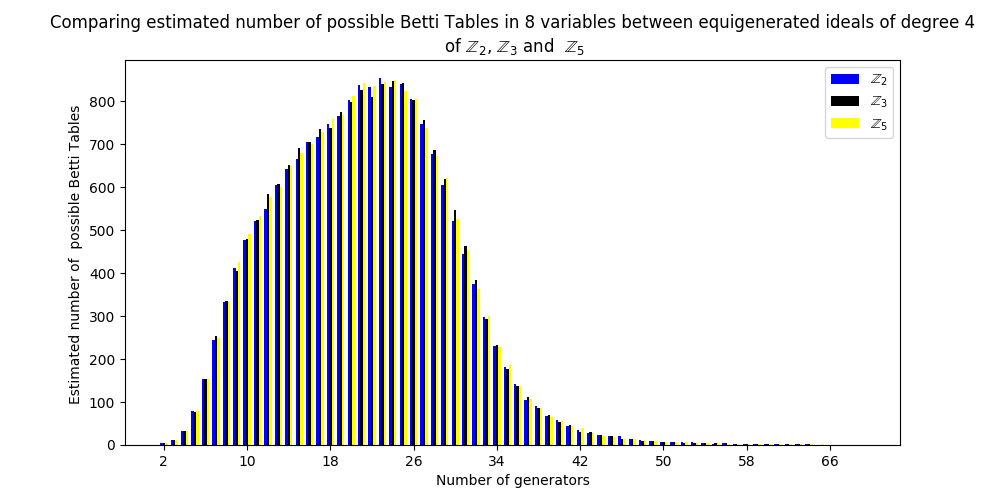 Comparing estimated number of possible Betti Tables in 8 variables between equigenerated ideals of degree 4
of ℤ₂, ℤ₃ and ℤ₅
ℤ₂
ℤ₃
ℤ₅
Estimated number of possible Betti Tables
800
700
600
500
400
300
200
100
0
2 10 18 26 34 42 50 58 66
Number of generators